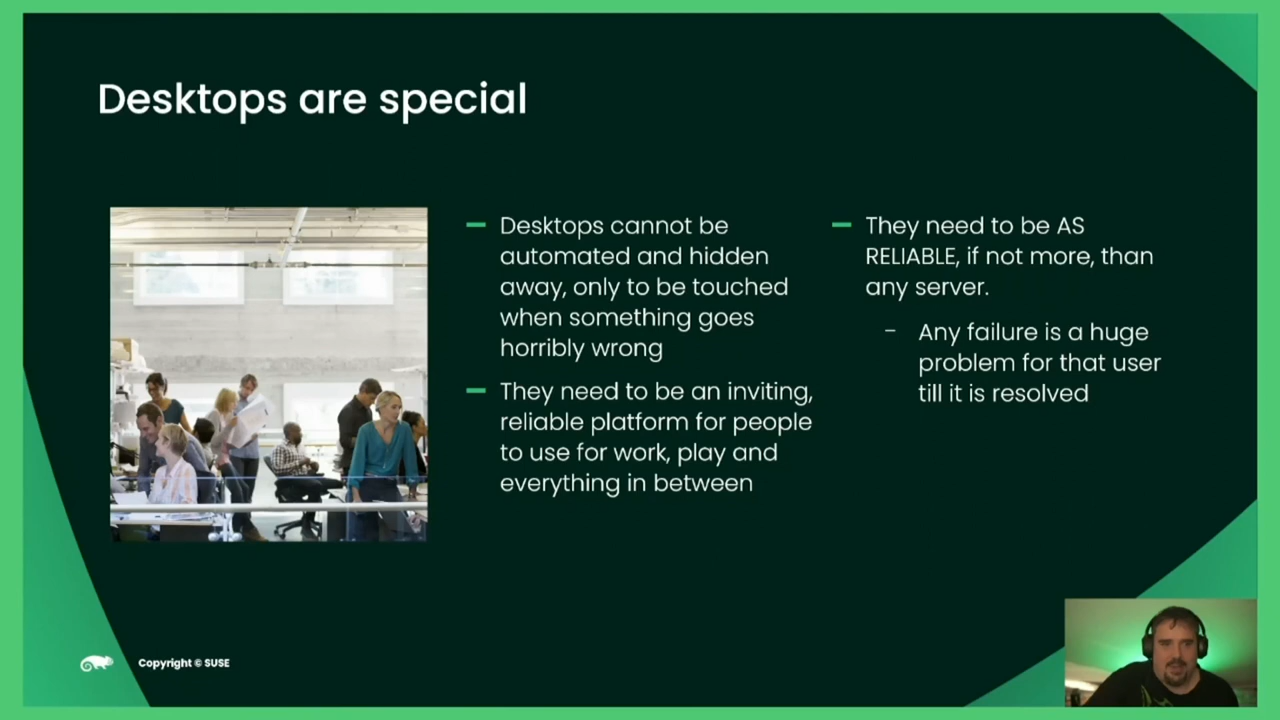 Desktops are special
Desktops cannot be
automated and hidden
away, only to be touched
when something goes
horribly wrong
They need to be an inviting,
reliable platform for people
to use for work, play and
everything in between
They need to be AS
RELIABLE, if not more, than
any server.
– Any failure is a huge
problem for that user
till it is resolved
Copyright © SUSE